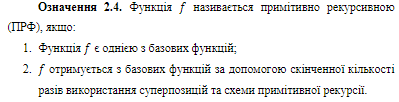 Означення 2.4. Функція f називається примітивно рекурсивною
(ПРФ), якщо:
1. Функція f є однією з базових функцій;
2. f отримується з базових функцій за допомогою скінченної кількості
разів використання суперпозицій та схеми примітивної рекурсії.